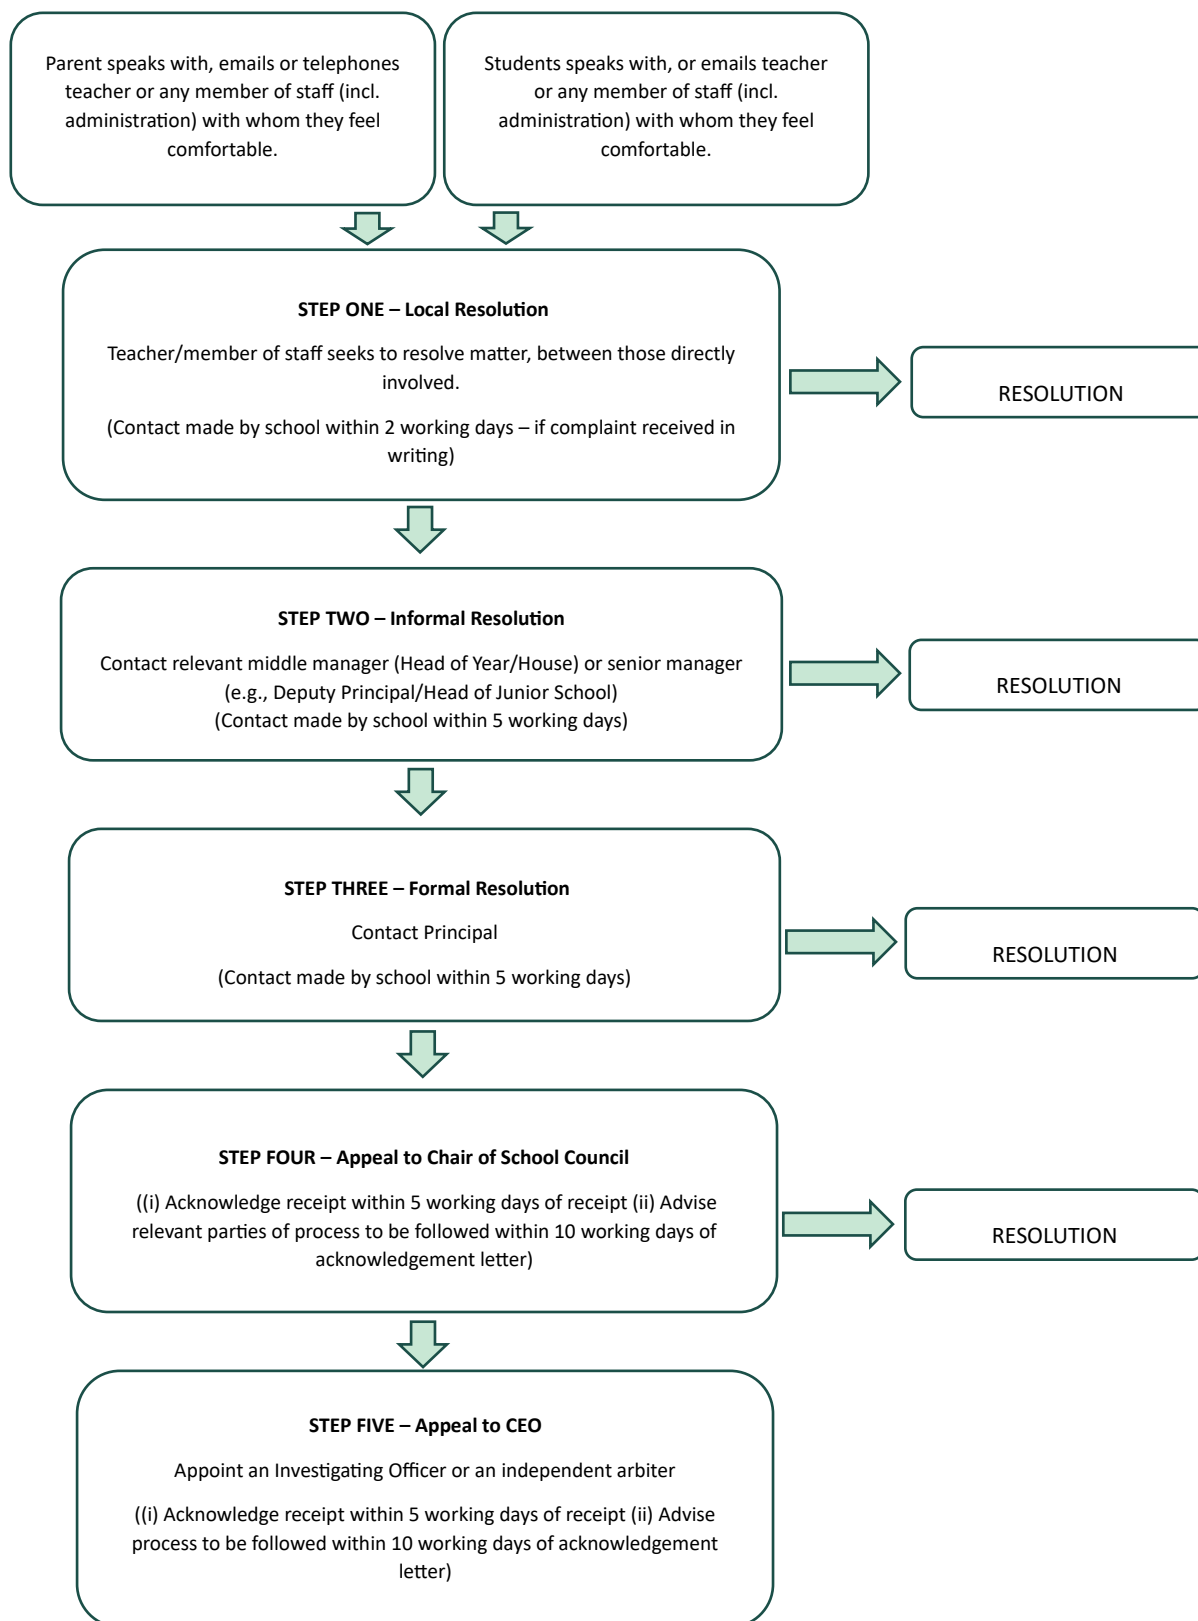 Parent speaks with, emails or telephones
teacher or any member of staff (incl.
administration) with whom they feel
comfortable.
Students speaks with, or emails teacher
or any member of staff (incl.
administration) with whom they feel
comfortable.
STEP ONE – Local Resolution
Teacher/member of staff seeks to resolve matter, between those directly
involved.
(Contact made by school within 2 working days – if complaint received in
writing)
RESOLUTION
STEP TWO – Informal Resolution
Contact relevant middle manager (Head of Year/House) or senior manager
(e.g., Deputy Principal/Head of Junior School)
(Contact made by school within 5 working days)
RESOLUTION
STEP THREE – Formal Resolution
Contact Principal
(Contact made by school within 5 working days)
RESOLUTION
STEP FOUR – Appeal to Chair of School Council
((i) Acknowledge receipt within 5 working days of receipt (ii) Advise
relevant parties of process to be followed within 10 working days of
acknowledgement letter)
RESOLUTION
STEP FIVE – Appeal to CEO
Appoint an Investigating Officer or an independent arbiter
((i) Acknowledge receipt within 5 working days of receipt (ii) Advise
process to be followed within 10 working days of acknowledgement
letter)